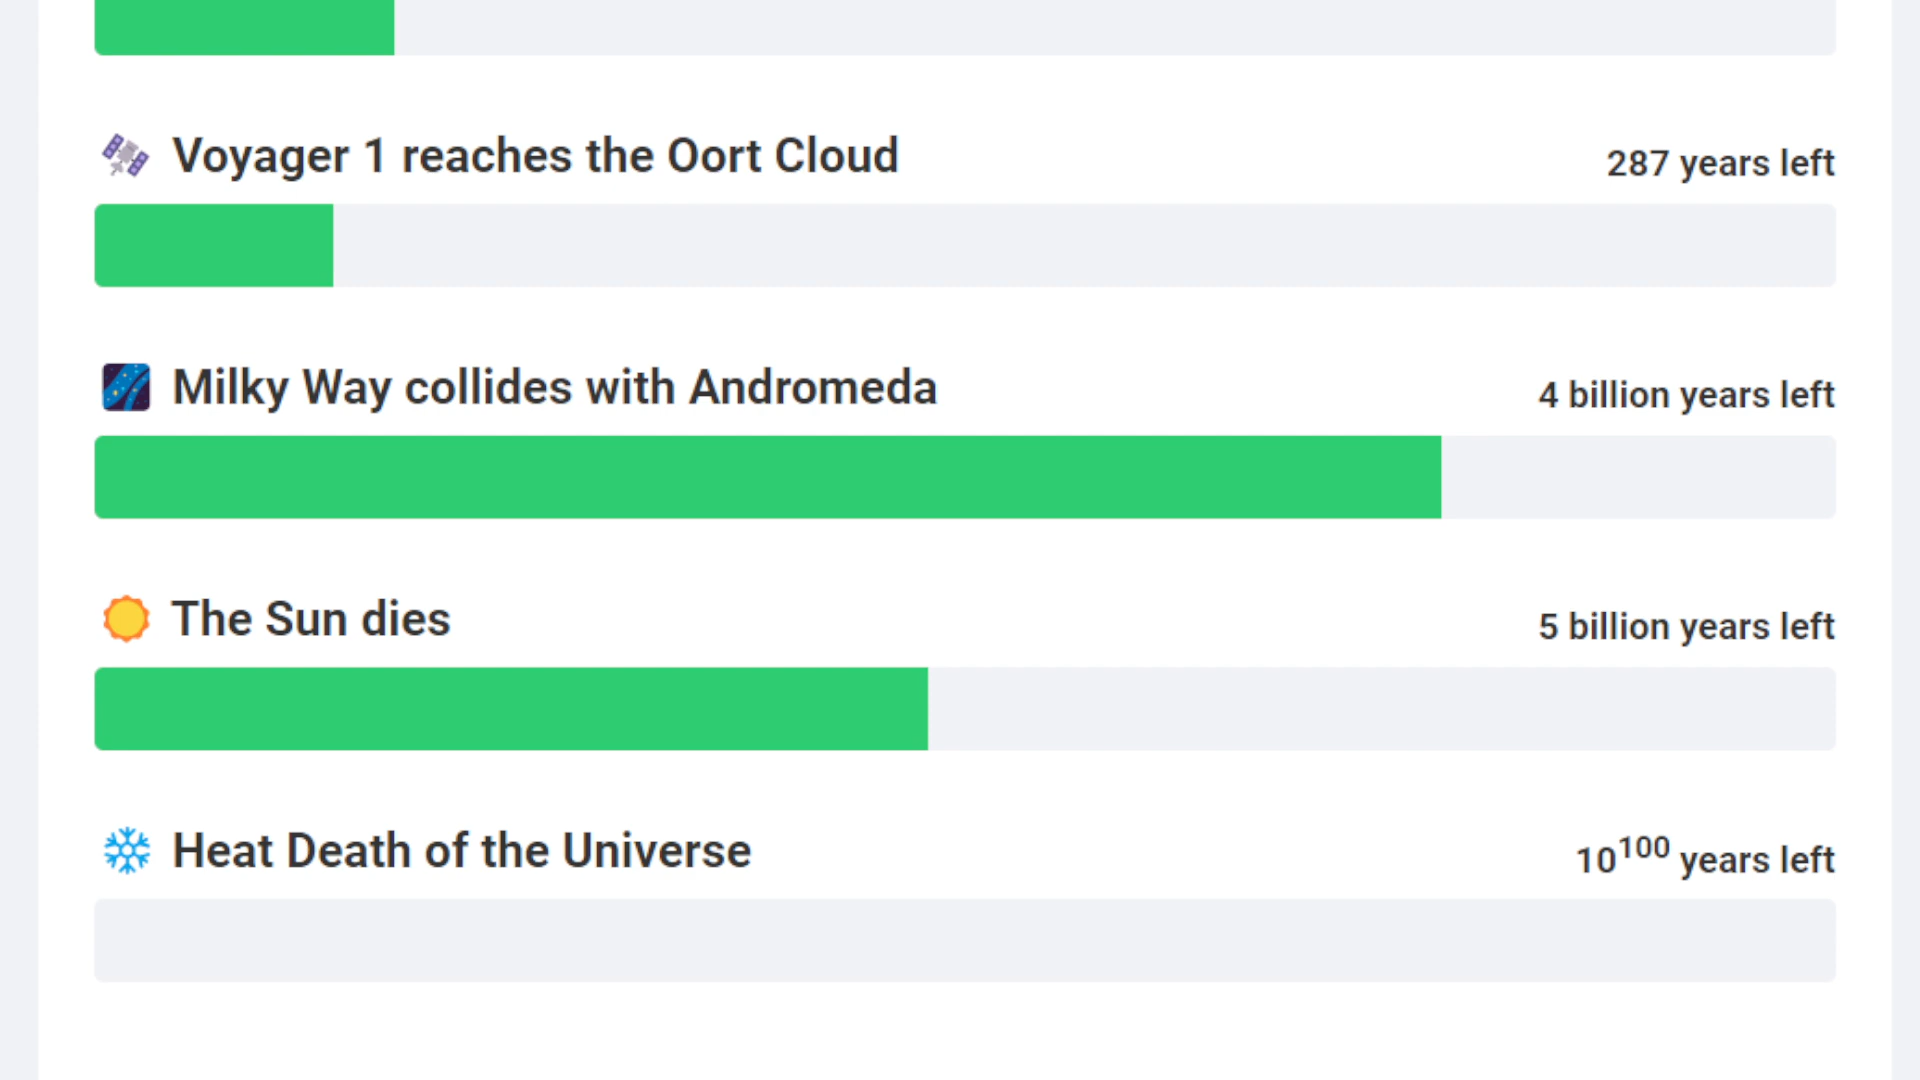 Voyager 1 reaches the Oort Cloud
287 years left
Milky Way collides with Andromeda
4 billion years left
The Sun dies
5 billion years left
Heat Death of the Universe
10¹⁰⁰ years left